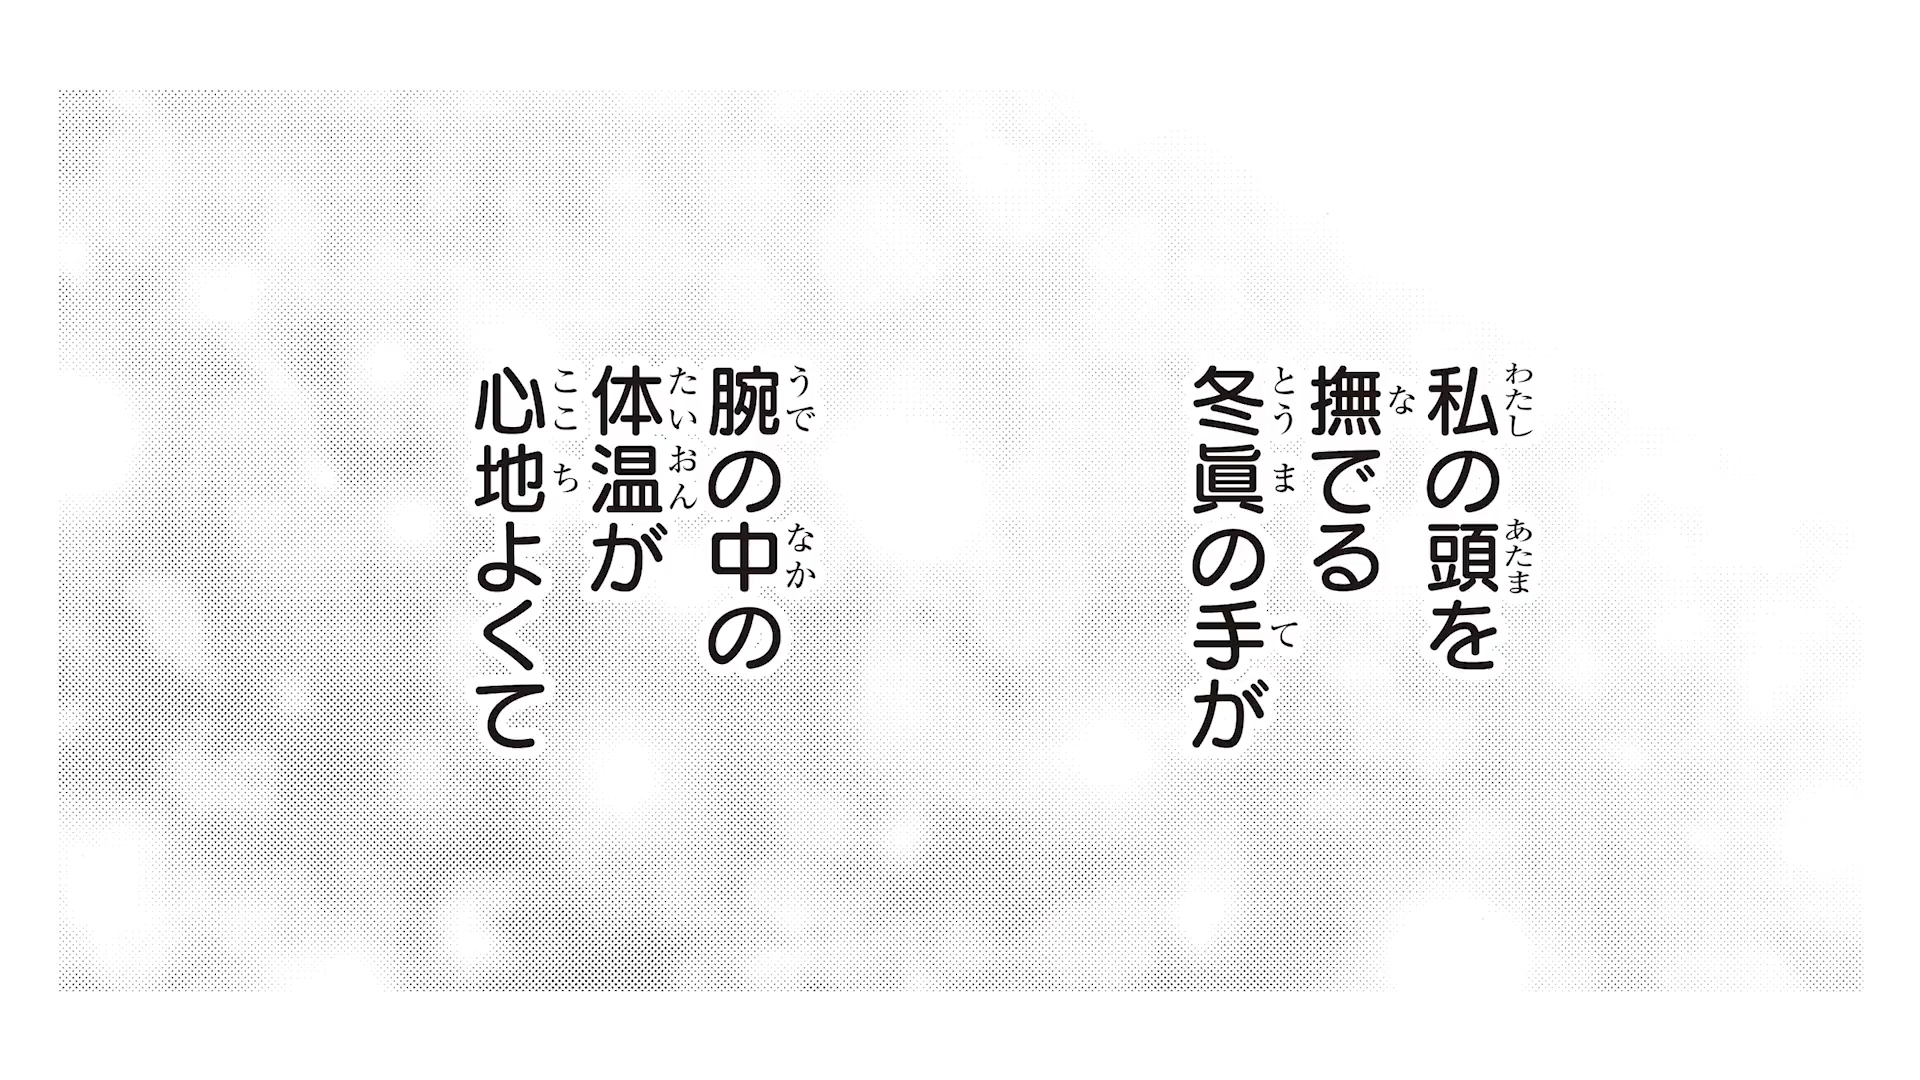 私の頭を
撫でる
冬眞の手が
腕の中の
体温が
心地よくて